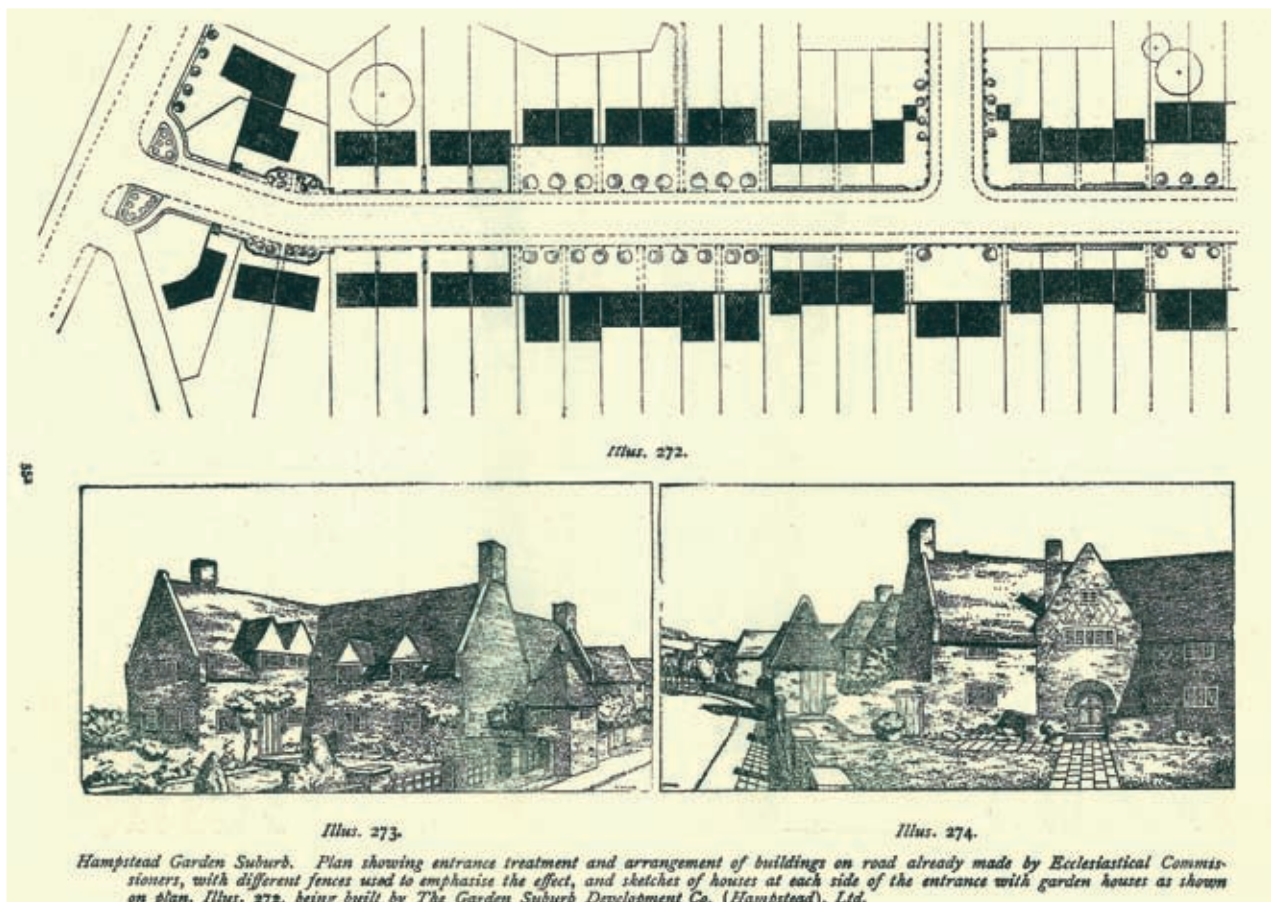 Illus. 272.
Illus. 273.
Illus. 274.
Hampstead Garden Suburb. Plan showing entrance treatment and arrangement of buildings on road already made by Ecclesiastical Commis-
sioners, with different fences used to emphasise the effect, and sketches of houses at each side of the entrance with garden houses as shown
on plan, Illus. 272, being built by The Garden Suburb Development Co. (Hampstead), Ltd.